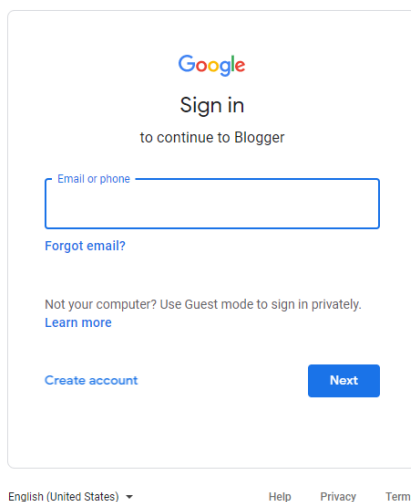 Google
Sign in
to continue to Blogger
Email or phone
Forgot email?
Not your computer? Use Guest mode to sign in privately.
Learn more
Create account
Next
English (United States)
Help
Privacy
Term